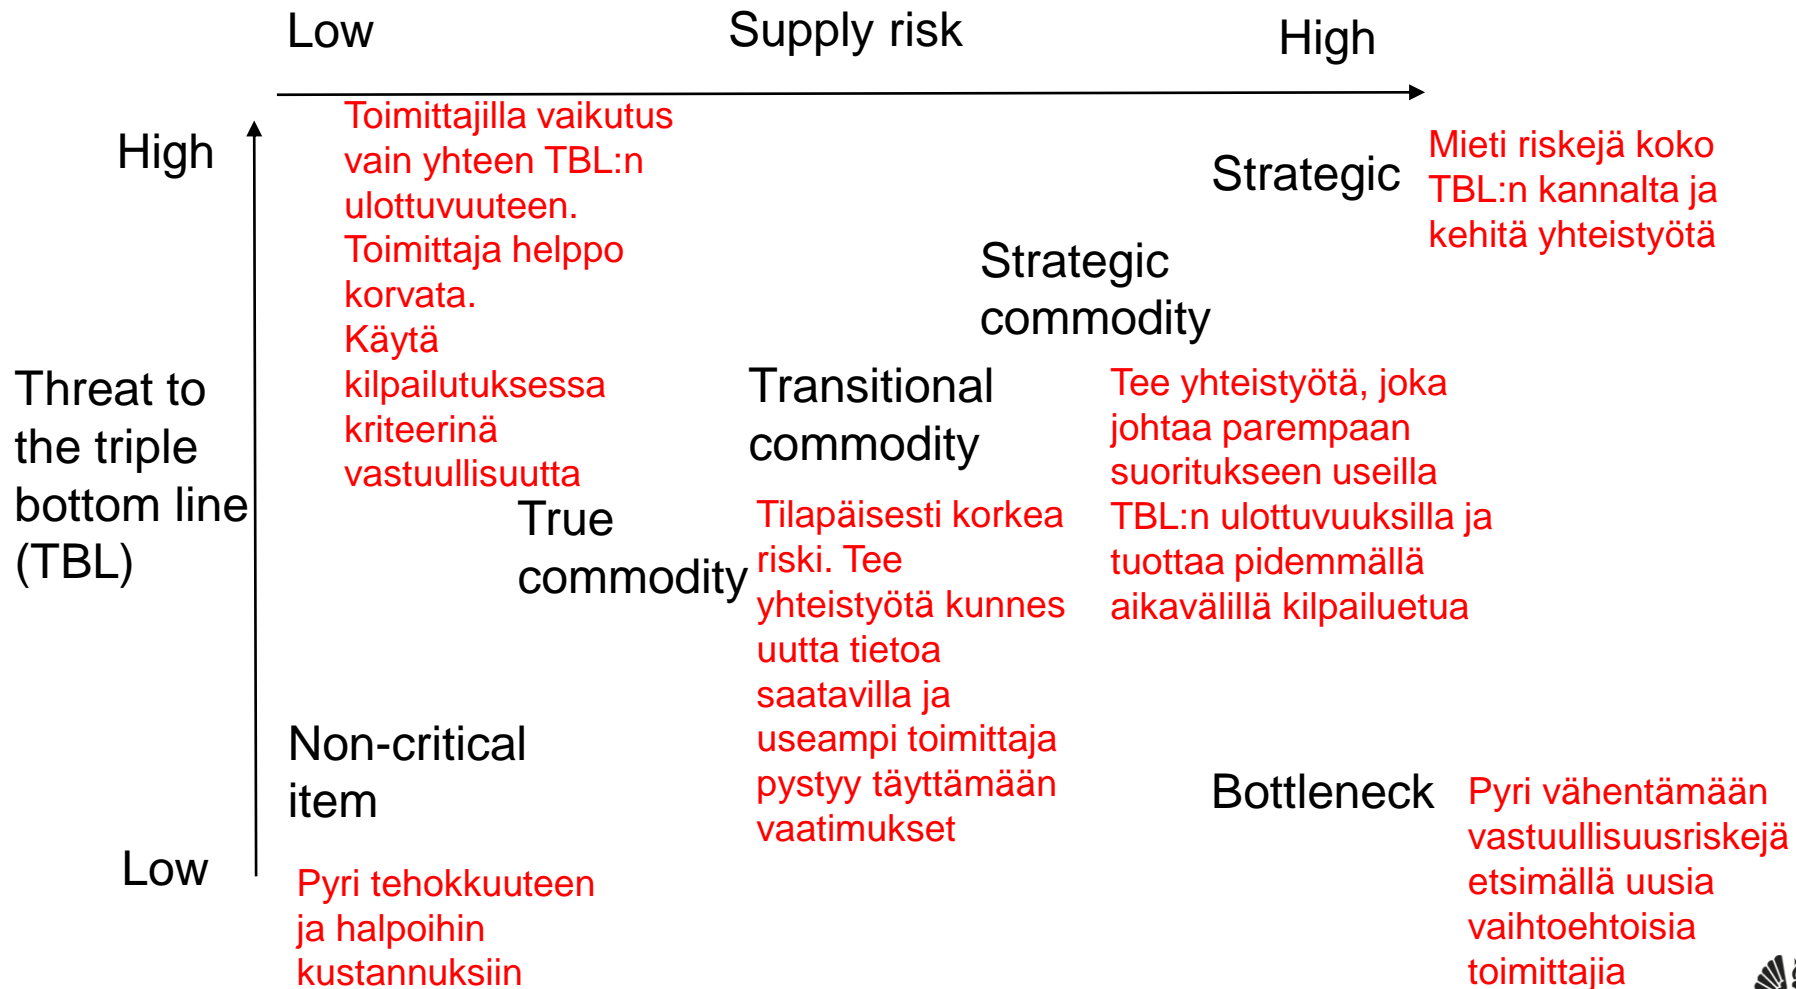 Low
Supply risk
High
High
Toimittajilla vaikutus
vain yhteen TBL:n
ulottuvuuteen.
Toimittaja helppo
korvata.
Käytä
kilpailutuksessa
kriteerinä
vastuullisuutta
Strategic
Mieti riskejä koko
TBL:n kannalta ja
kehitä yhteistyötä
Strategic
commodity
Threat to
the triple
bottom line
(TBL)
Transitional
commodity
Tee yhteistyötä, joka
johtaa parempaan
suoritukseen useilla
TBL:n ulottuvuuksilla ja
tuottaa pidemmällä
aikavälillä kilpailuetua
True
commodity
Tilapäisesti korkea
riski. Tee
yhteistyötä kunnes
uutta tietoa
saatavilla ja
useampi toimittaja
pystyy täyttämään
vaatimukset
Non-critical
item
Bottleneck
Pyri vähentämään
vastuullisuusriskejä
etsimällä uusia
vaihtoehtoisia
toimittajia
Low
Pyri tehokkuuteen
ja halpoihin
kustannuksiin